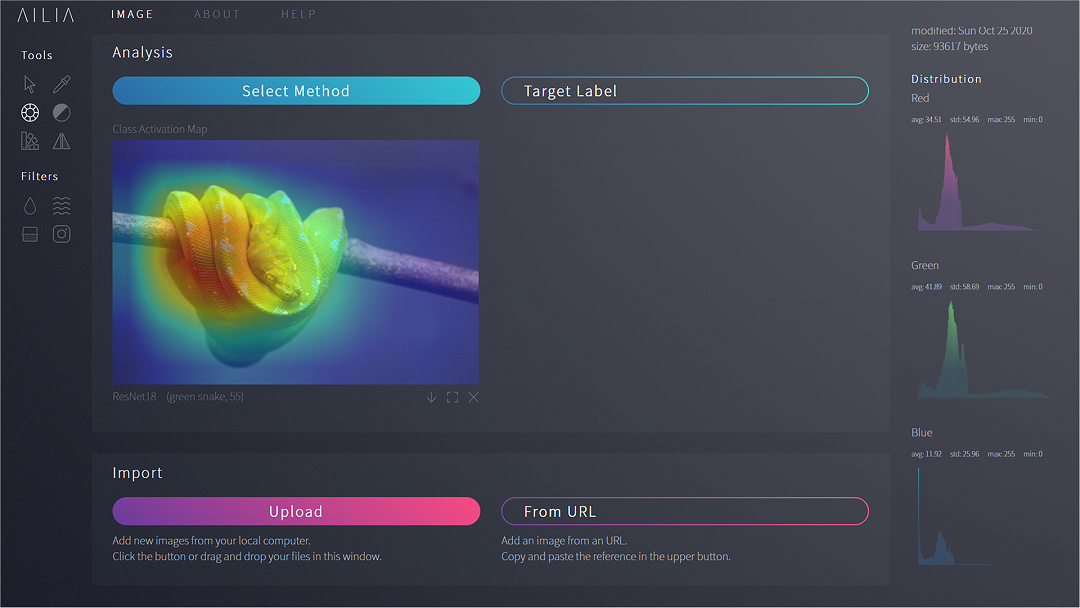 AILIA
IMAGE
ABOUT
HELP
Tools
Filters
Analysis
Select Method
Target Label
Class Activation Map
ResNet18 (green snake, 55)
Import
Upload
From URL
Add new images from your local computer.
Click the button or drag and drop your files in this window.
Add an image from an URL.
Copy and paste the reference in the upper button.
modified: Sun Oct 25 2020
size: 93617 bytes
Distribution
Red
avg: 34.51 std: 54.96 max: 255 min: 0
Green
avg: 41.89 std: 58.69 max: 255 min: 0
Blue
avg: 11.92 std: 25.96 max: 255 min: 0